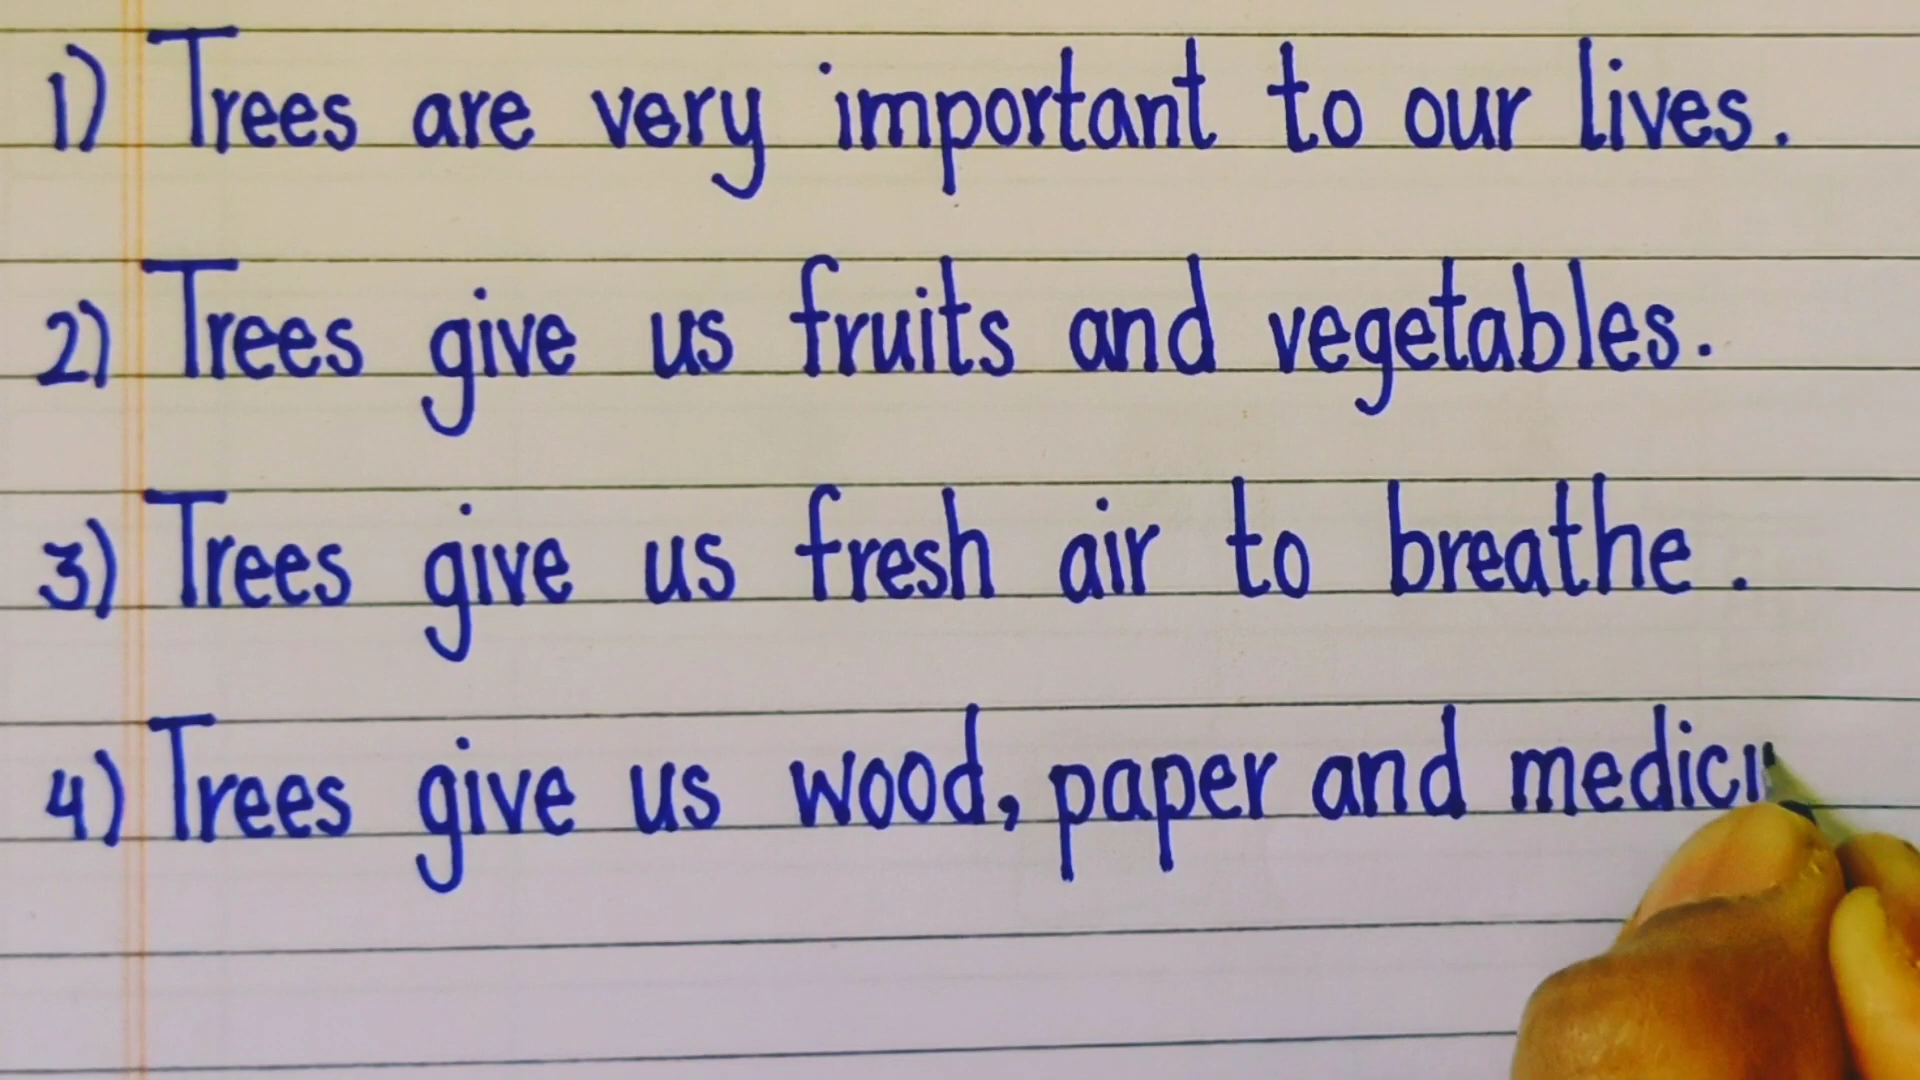 1) Trees are very important to our lives.
2) Trees give us fruits and vegetables.
3) Trees give us fresh air to breathe.
4) Trees give us wood, paper and medici